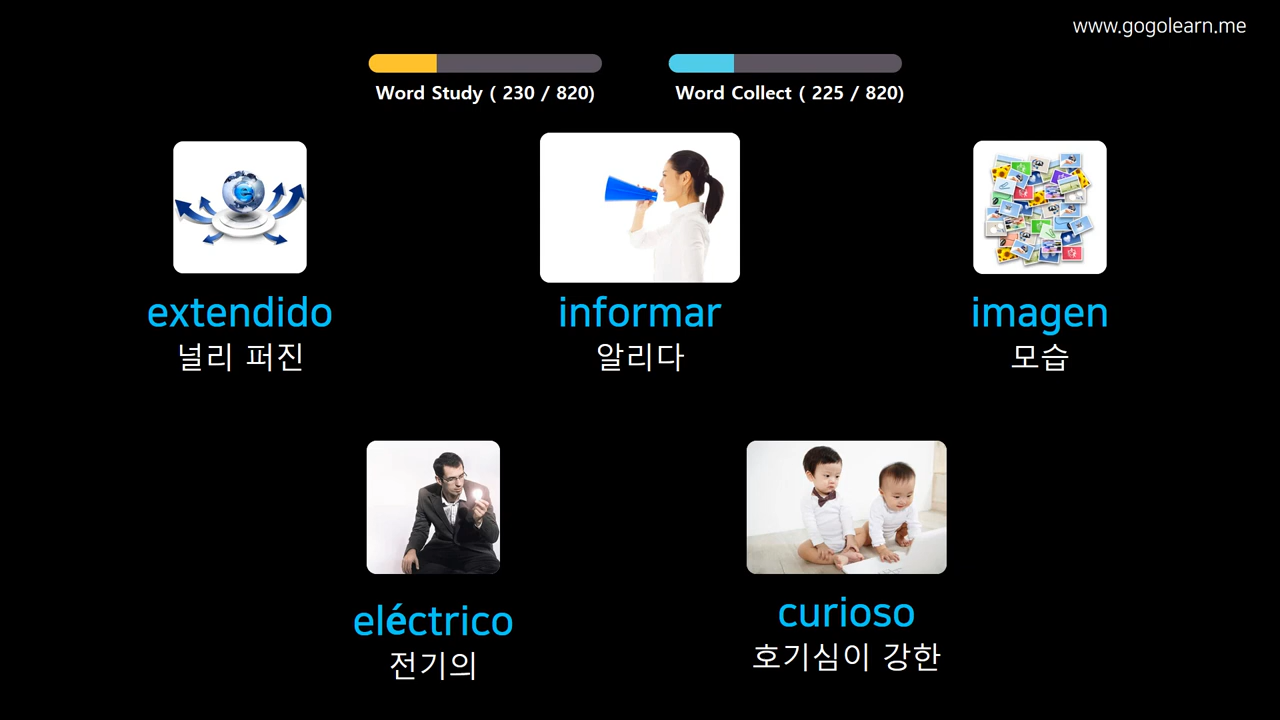 www.gogolearn.me
Word Study ( 230 / 820)
Word Collect ( 225 / 820)
extendido
널리 퍼진
informar
알리다
imagen
모습
eléctrico
전기의
curioso
호기심이 강한